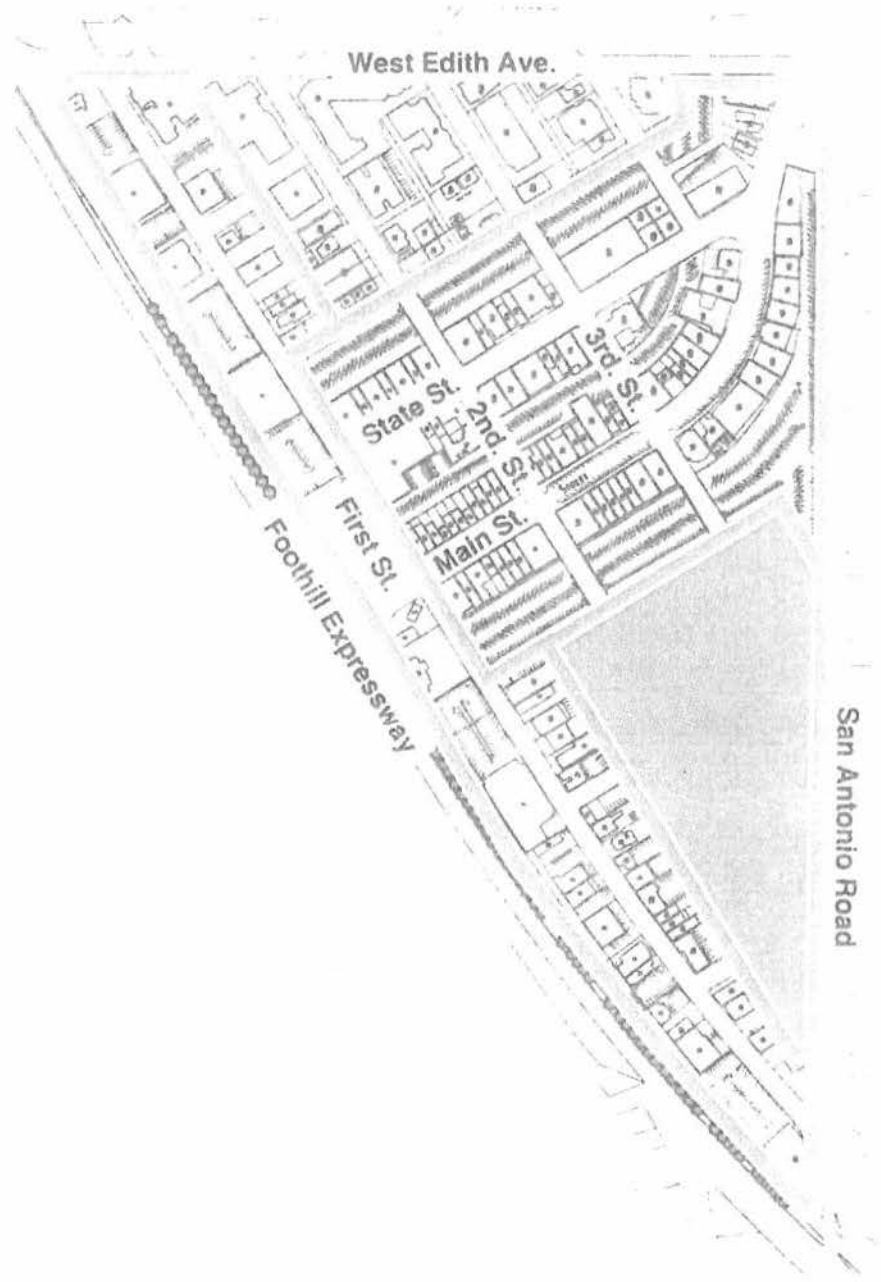 West Edith Ave.
3rd. St.
State St.
2nd. St.
First St.
Main St.
Foothill Expressway
San Antonio Road